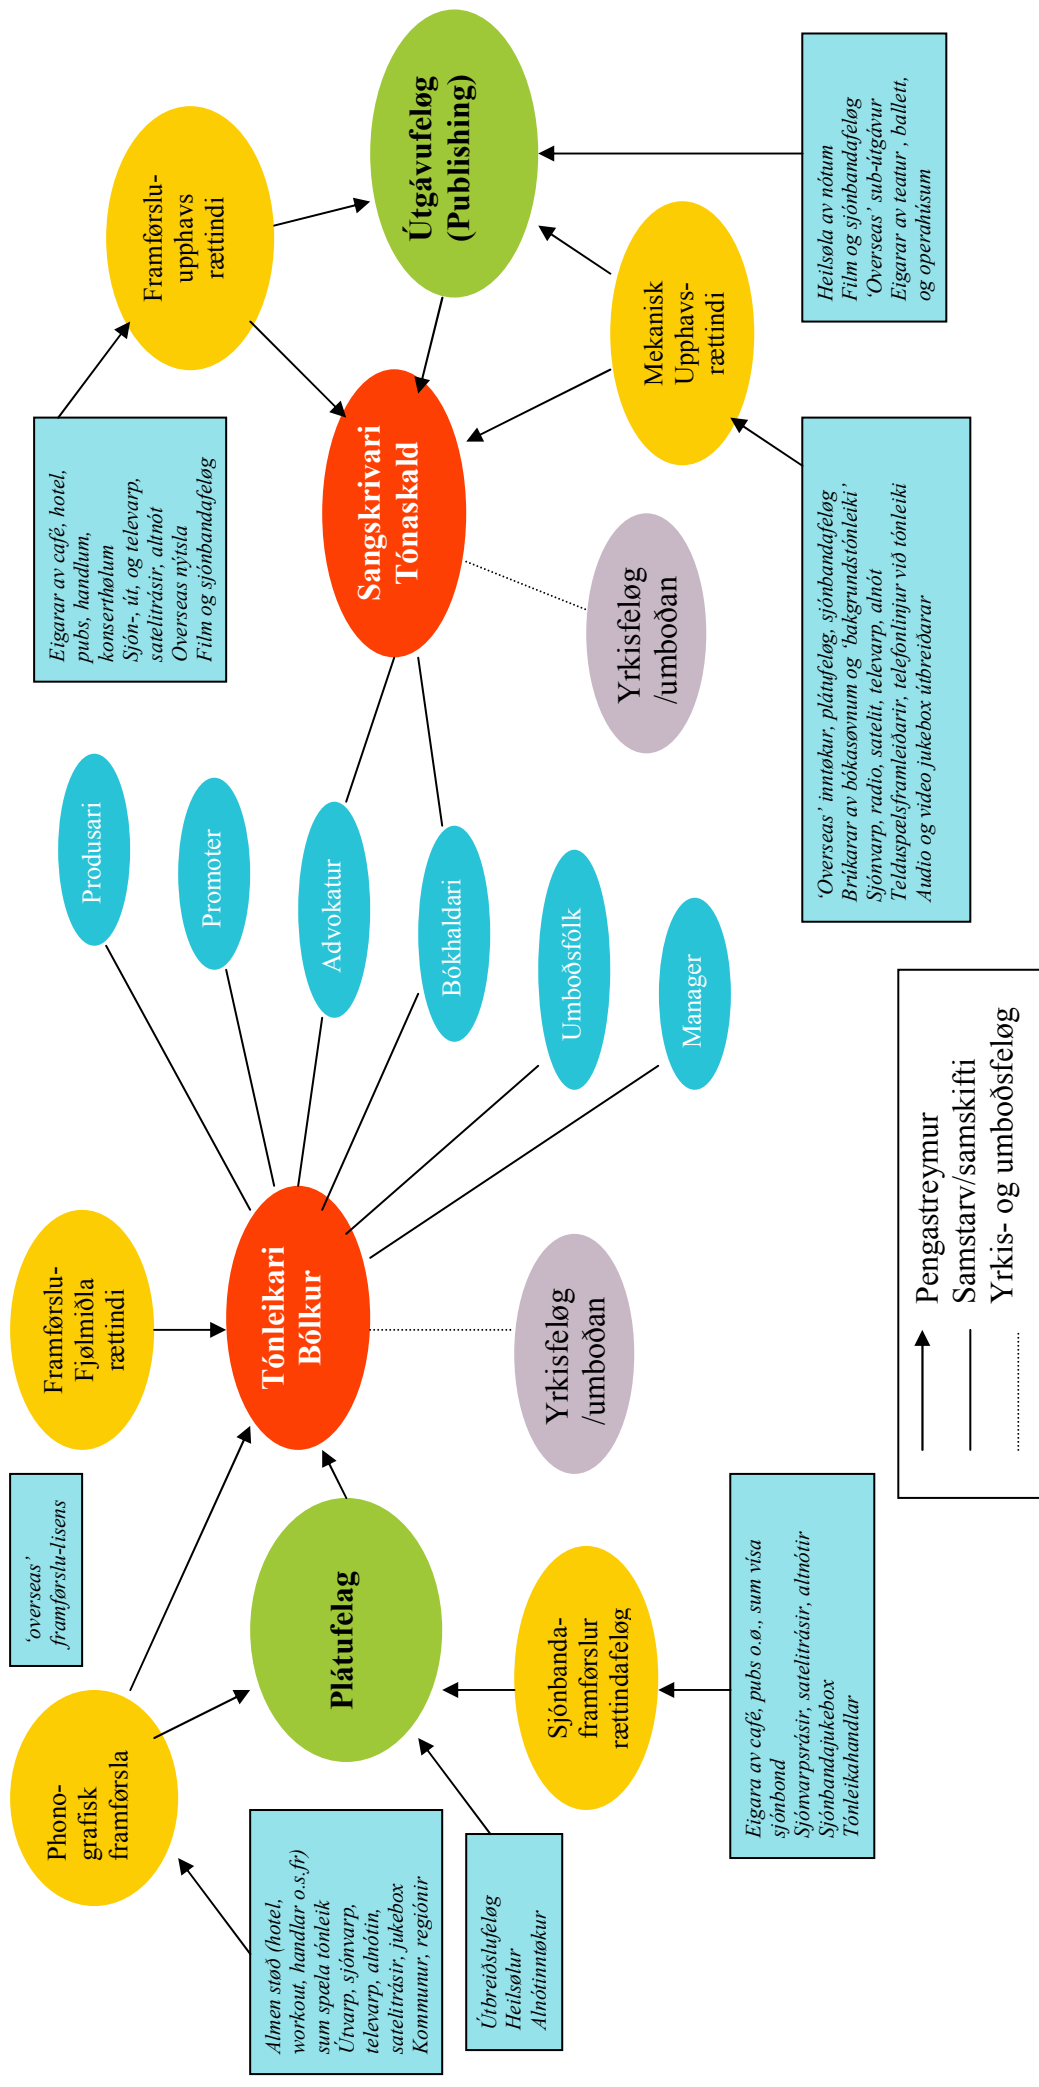 Phono-
grafisk
framførsla
‘overseas’
framførslu-lisens
Framførslu-
Fjølmiðla
rættindi
Produsari
Promoter
Advokatur
Bókhaldari
Umboðsfólk
Manager
Eigarar av café, hotel,
pubs, handlum,
konserthølum
Sjón-, út, og televarp,
satelitrásir, altnót
Overseas nýtsla
Film og sjónbandafeløg
Framførslu-
upphavs
rættindi
Almen støð (hotel,
workout, handlar o.s.fr)
sum spæla tónleik
Útvarp, sjónvarp,
televarp, alnótin,
satelitrásir, jukebox
Kommunur, regiónir
Plátufelag
Tónleikari
Bólkur
Sangskrivari
Tónaskald
Útgávufeløg
(Publishing)
Útbreiðslufeløg
Heilsølur
Alnótinntøkur
Sjónbanda-
framførslur
rættindafeløg
Yrkisfeløg
/umboðan
Yrkisfeløg
/umboðan
Mekanisk
Upphavs-
rættindi
Eigara av café, pubs o.ø., sum vísa
sjónbond
Sjónvarpsrásir, satelitrásir, altnótir
Sjónbandajukebox
Tónleikahandlar
‘Overseas’ inntøkur, plátufeløg, sjónbandafeløg
Brúkarar av bókasøvnum og ‘bakgrundstónleiki’
Sjónvarp, radio, satelit, televarp, alnót
Telduspælsframleiðarir, telefonlinjur við tónleiki
Audio og video jukebox útbreiðarar
Heilsøla av nótum
Film og sjónbandafeløg
‘Overseas’ sub-útgávur
Eigarar av teatur , ballett,
og operahúsum
Pengastreymur
Samstarv/samskifti
Yrkis- og umboðsfeløg